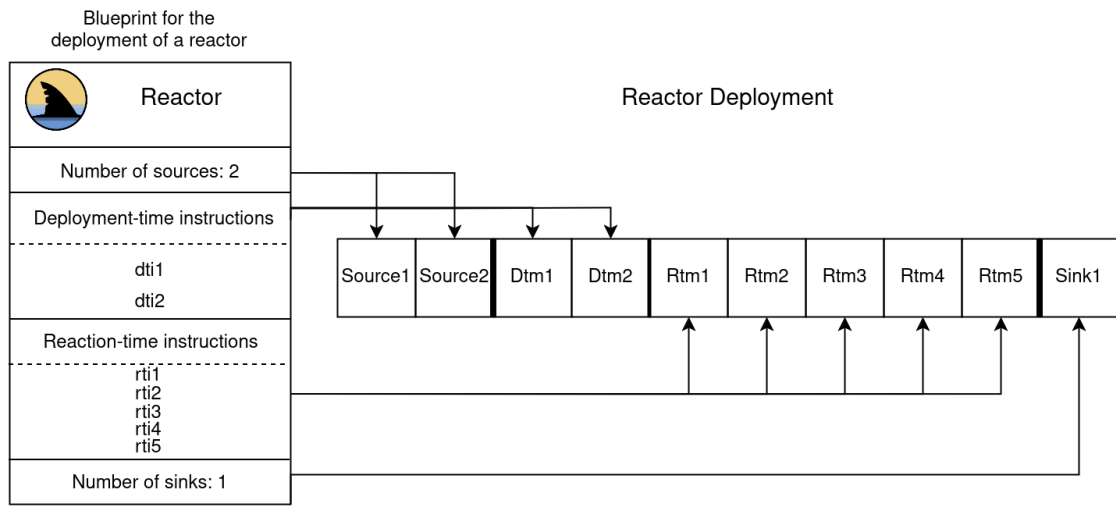 Blueprint for the
deployment of a reactor
Reactor
Reactor Deployment
Number of sources: 2
Deployment-time instructions
dti1
dti2
Source1 Source2 Dtm1 Dtm2 Rtm1 Rtm2 Rtm3 Rtm4 Rtm5 Sink1
Reaction-time instructions
rti1
rti2
rti3
rti4
rti5
Number of sinks: 1